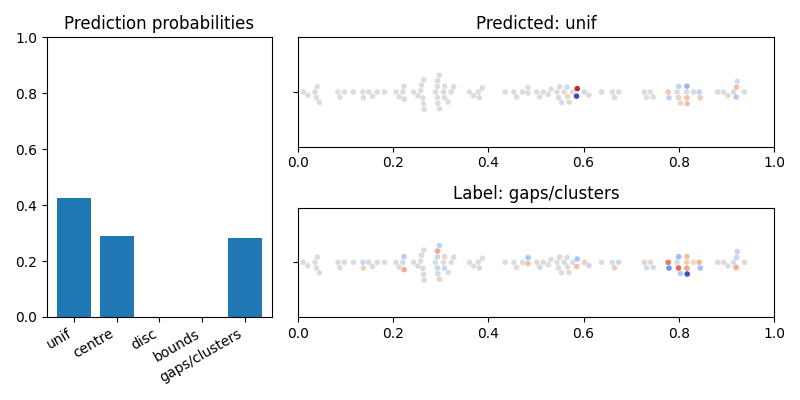 Prediction probabilities
1.0
0.8
0.6
0.4
0.2
0.0
unif
centre
disc
bounds
gaps/clusters
Predicted: unif
0.0 0.2 0.4 0.6 0.8 1.0
Label: gaps/clusters
0.0 0.2 0.4 0.6 0.8 1.0